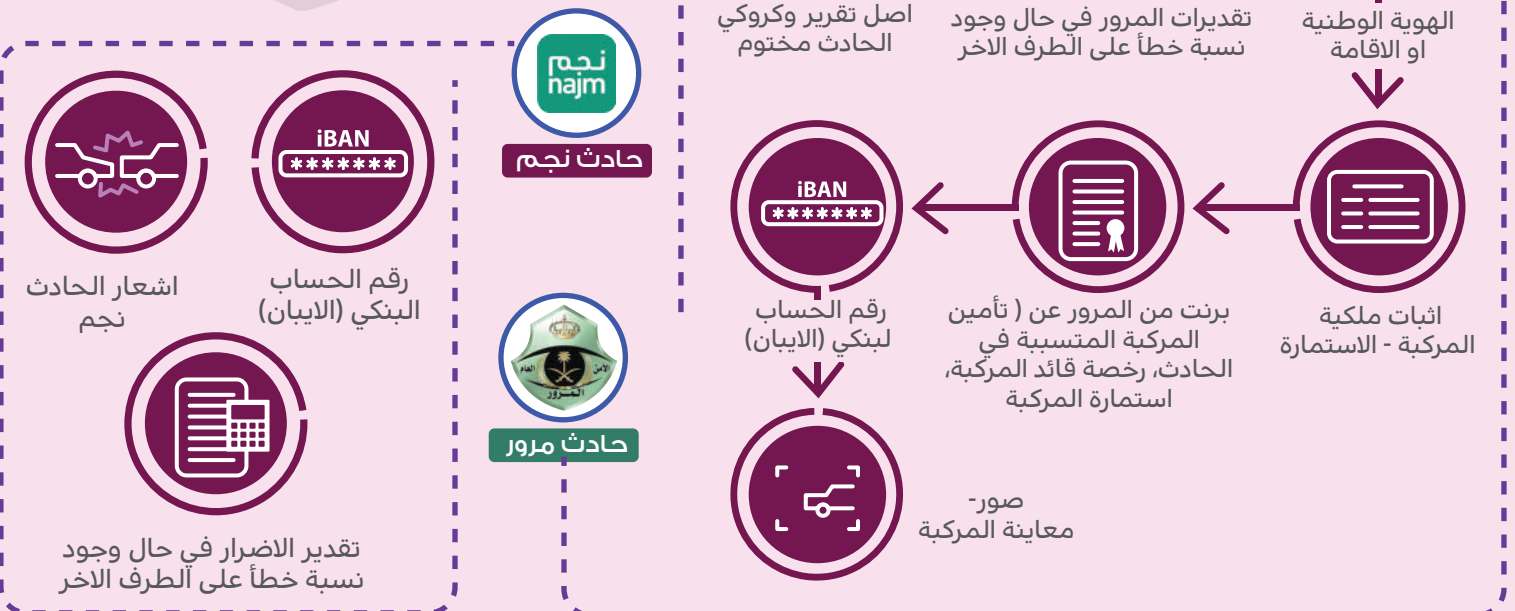 الهوية الوطنية
او الاقامة
تقديرات المرور في حال وجود
نسبة خطأ على الطرف الاخر
اصل تقرير وكروكي
الحادث مختوم
اثبات ملكية
المركبة - الاستمارة
برنت من المرور عن ( تأمين
المركبة المتسببة في
الحادث، رخصة قائد المركبة،
استمارة المركبة
iBAN
*******
رقم الحساب
لبنكي (الايبان)
صور-
معاينة المركبة
نجم
najm
حادث نجم
الأمن العام
المرور
حادث مرور
iBAN
*******
رقم الحساب
البنكي (الايبان)
اشعار الحادث
نجم
تقدير الاضرار في حال وجود
نسبة خطأ على الطرف الاخر